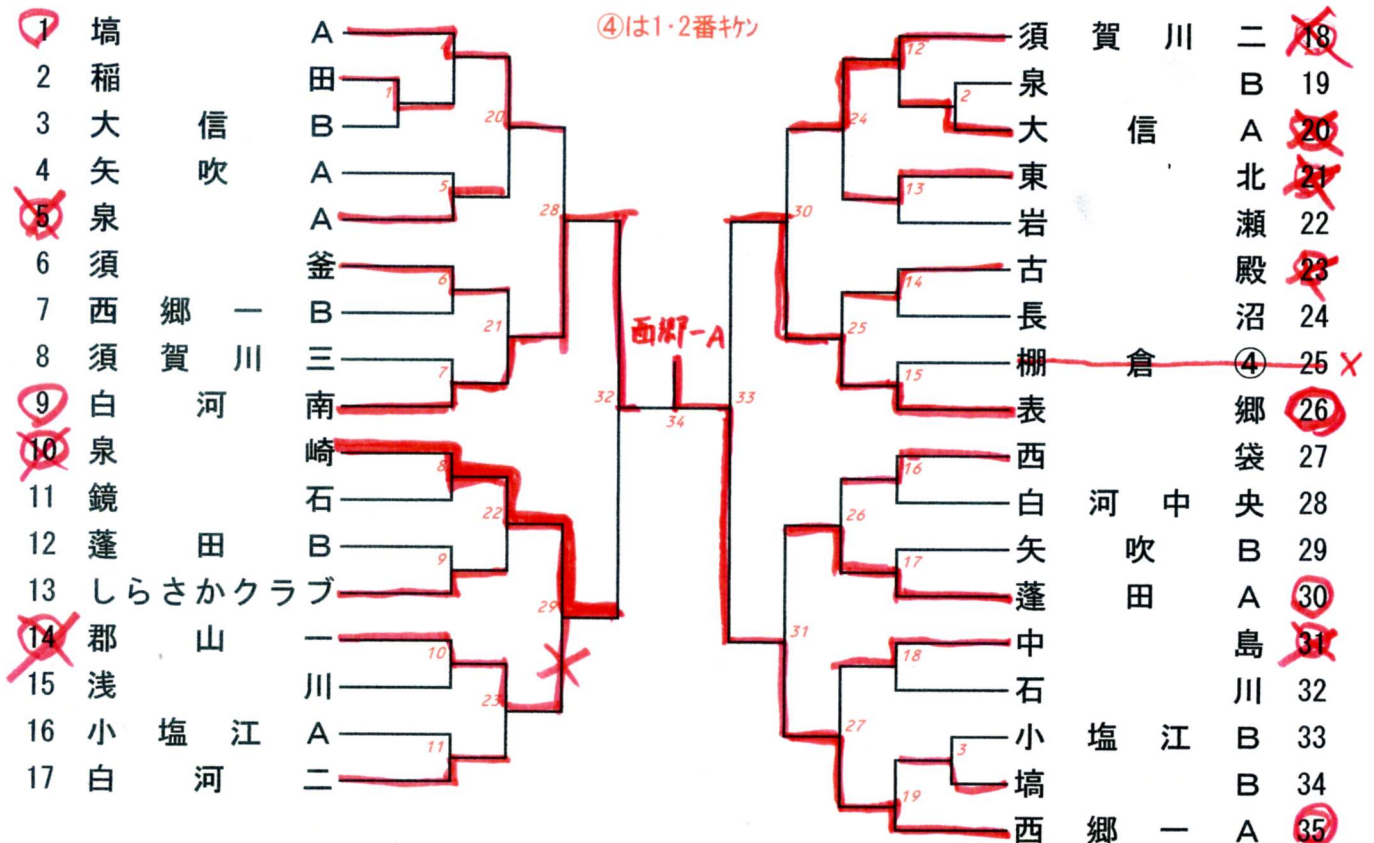 ④は1・2番キケン
1 塙 A
2 稲 田
3 大 信 B
4 矢 吹 A
5 泉 A
6 須 釜
7 西 郷 一 B
8 須 賀 川 三
9 白 河 南
10 泉 崎
11 鏡 石
12 蓬 田 B
13 しらさかクラブ
14 郡 山 一
15 浅 川
16 小 塩 江 A
17 白 河 二
1
5
6
7
8
9
10
11
20
21
22
23
28
29
32
西郷一A
34
33
30
31
24
25
26
27
12
2
13
14
15
16
17
18
3
19
須 賀 川 二 18
泉 B 19
大 信 A 20
東 北 21
岩 瀬 22
古 殿 23
長 沼 24
棚 倉 ④ 25 ×
表 郷 26
西 袋 27
白 河 中 央 28
矢 吹 B 29
蓬 田 A 30
中 島 31
石 川 32
小 塩 江 B 33
塙 B 34
西 郷 一 A 35